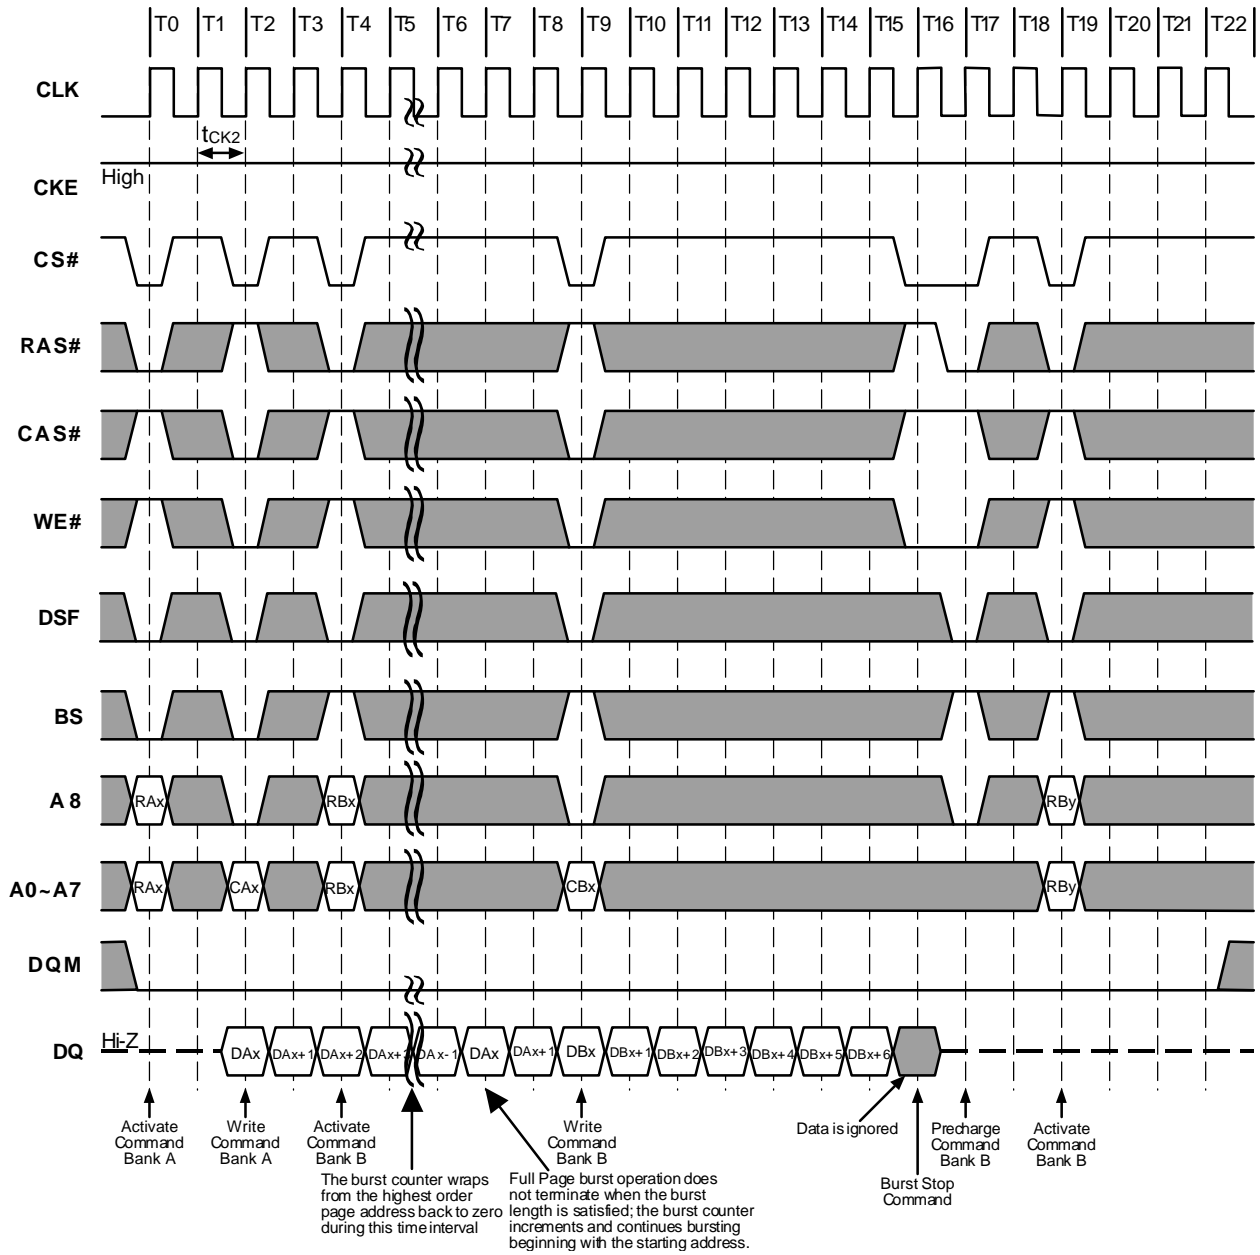 T0 T1 T2 T3 T4 T5 T6 T7 T8 T9 T10 T11 T12 T13 T14 T15 T16 T17 T18 T19 T20 T21 T22
CLK
tCK2
High
CKE
CS#
RAS#
CAS#
WE#
DSF
BS
A8 RAx RBx RBy
A0~A7 RAx CAx RBx CBx RBy
DQM
Hi-Z
DQ DAx DAx+1 DAx+2 DAx+3 DAx-1 DAx DAx+1 DBx DBx+1 DBx+2 DBx+3 DBx+4 DBx+5 DBx+6
Activate
Command
Bank A
Write
Command
Bank A
Activate
Command
Bank B
The burst counter wraps
from the highest order
page address back to zero
during this time interval
Full Page burst operation does
not terminate when the burst
length is satisfied; the burst counter
increments and continues bursting
beginning with the starting address.
Write
Command
Bank B
Data is ignored
Burst Stop
Command
Precharge
Command
Bank B
Activate
Command
Bank B